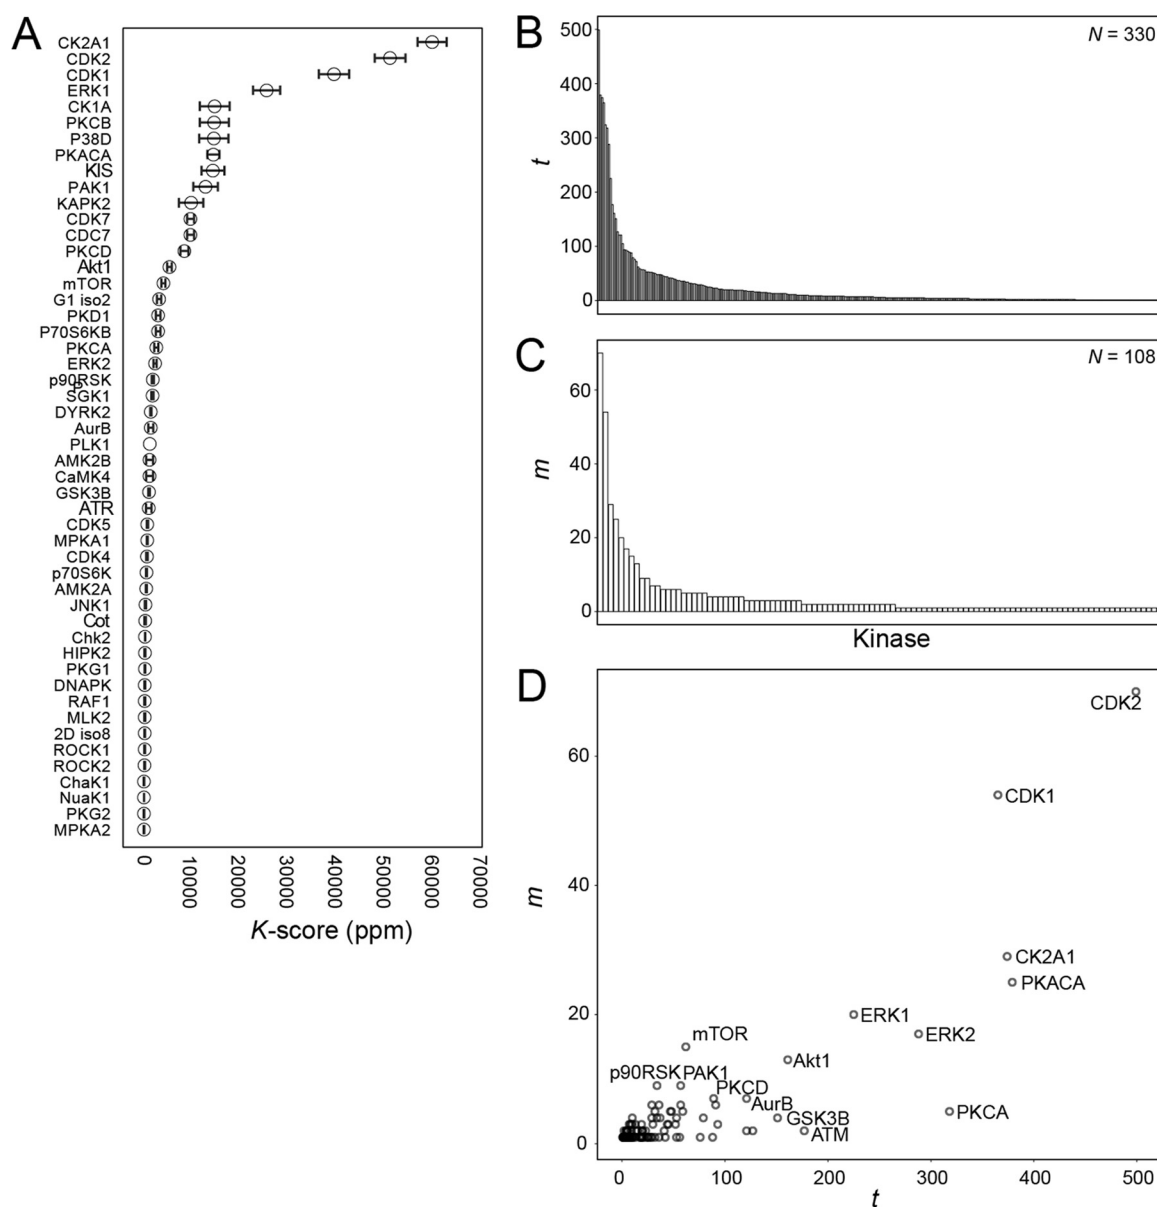 A
CK2A1
CDK2
CDK1
ERK1
CK1A
PKCB
P38D
PKACA
KIS
PAK1
KAPK2
CDK7
CDC7
PKCD
Akt1
mTOR
G1 iso2
PKD1
P70S6KB
PKCA
ERK2
p90RSK
P
SGK1
DYRK2
AurB
PLK1
AMK2B
CaMK4
GSK3B
ATR
CDK5
MPKA1
CDK4
p70S6K
AMK2A
JNK1
Cot
Chk2
HIPK2
PKG1
DNAPK
RAF1
MLK2
2D iso8
ROCK1
ROCK2
ChaK1
NuaK1
PKG2
MPKA2
0
10000
20000
30000
40000
50000
60000
70000
K-score (ppm)
B
N = 330
500
400
300
200
100
0
t
C
N = 108
60
40
20
0
m
Kinase
D
60
40
20
0
m
CDK2
CDK1
CK2A1
PKACA
ERK1
ERK2
mTOR
Akt1
p90RSK
PAK1
PKCD
AurB
GSK3B
PKCA
ATM
0 100 200 300 400 500
t